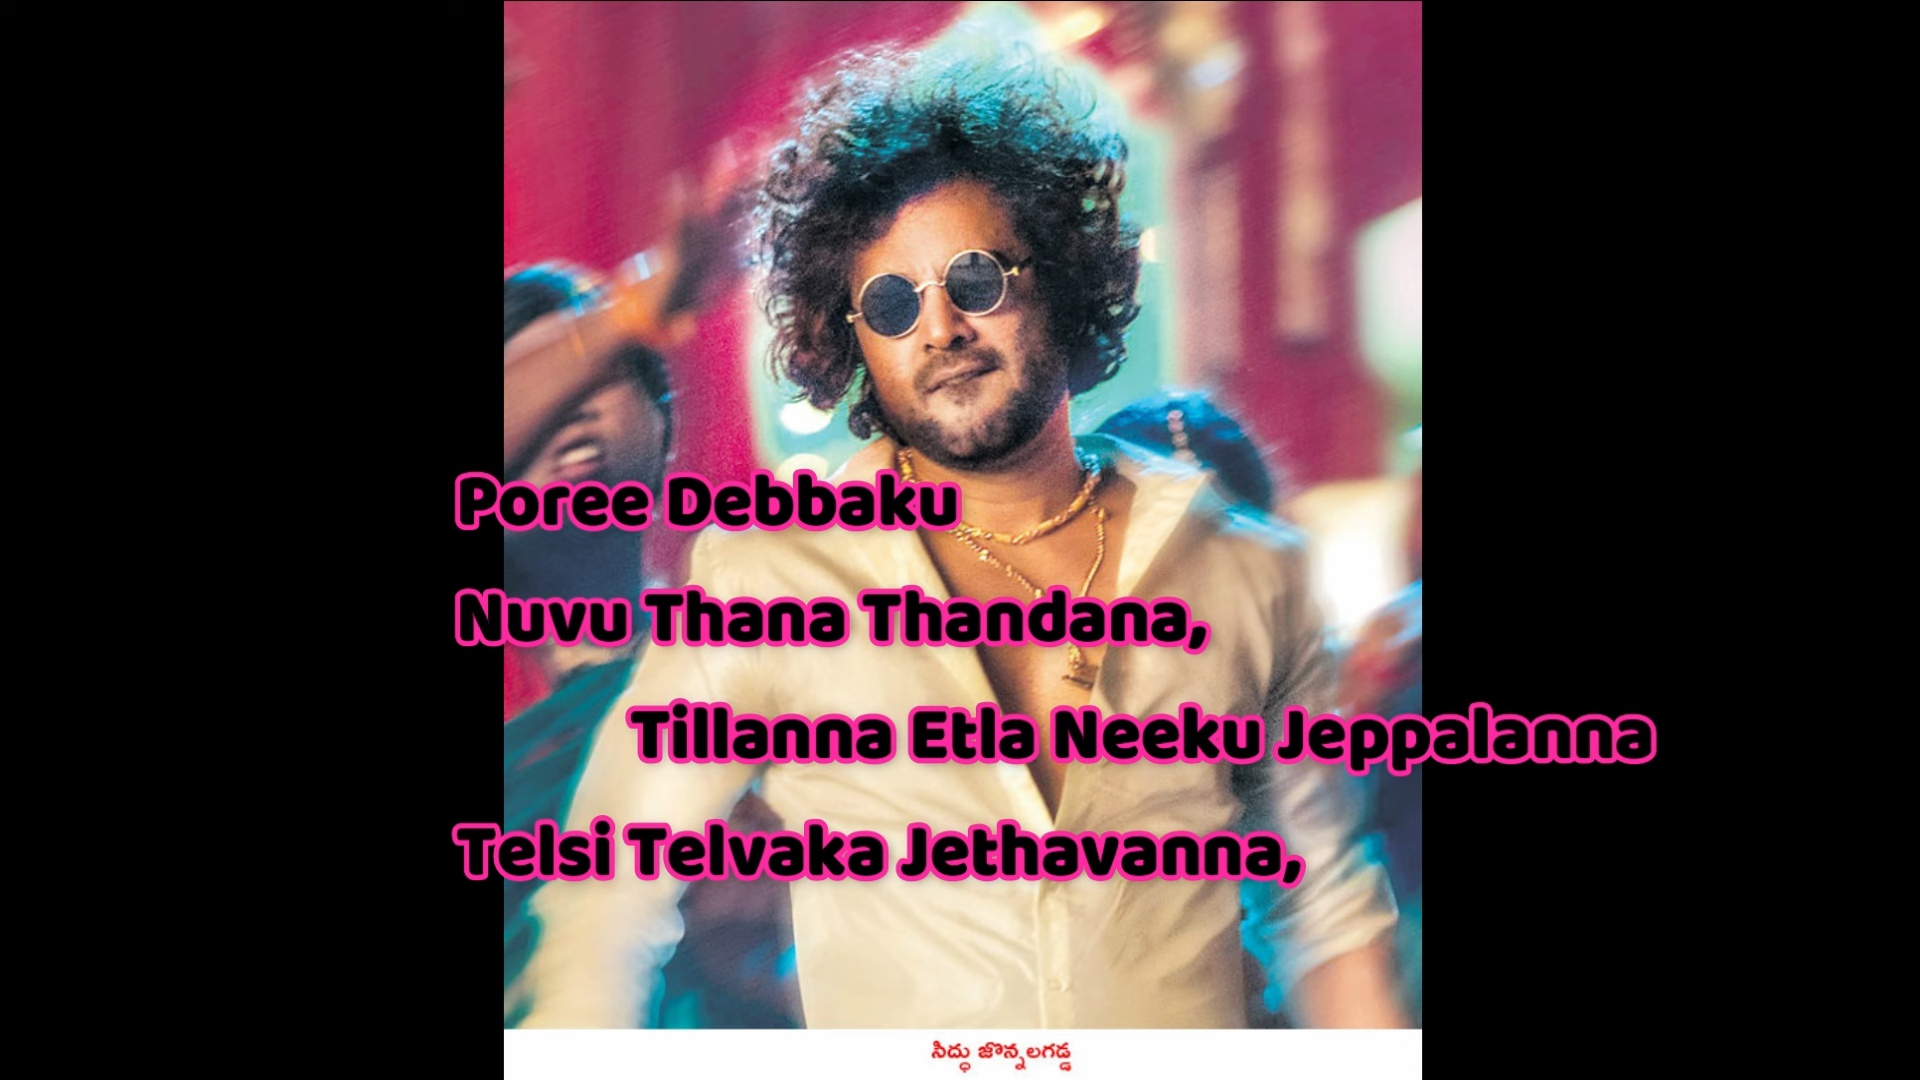 Poree Debbaku
Nuvu Thana Thandana,
Tillanna Etla Neeku Jeppalanna
Telsi Telvaka Jethavanna,
సిద్ధు జొన్నలగడ్డ